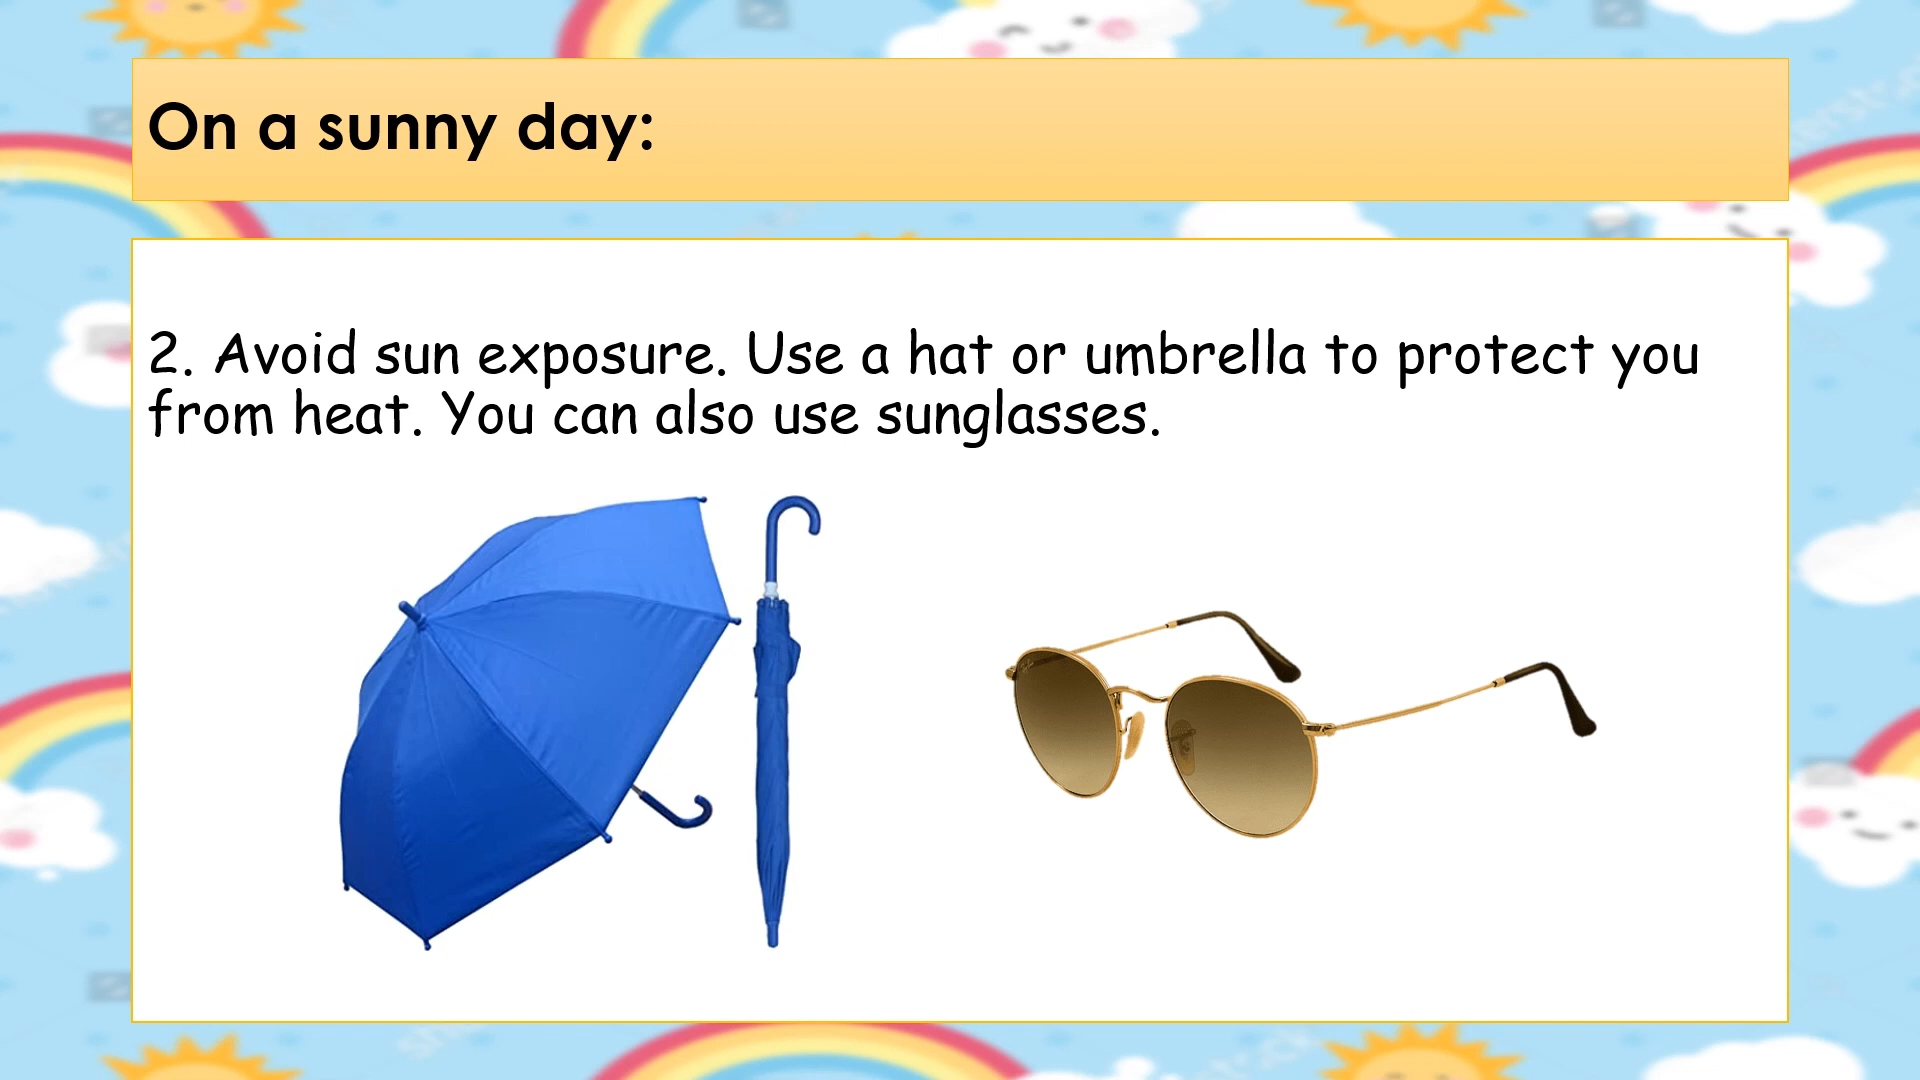 On a sunny day:
2. Avoid sun exposure. Use a hat or umbrella to protect you
from heat. You can also use sunglasses.